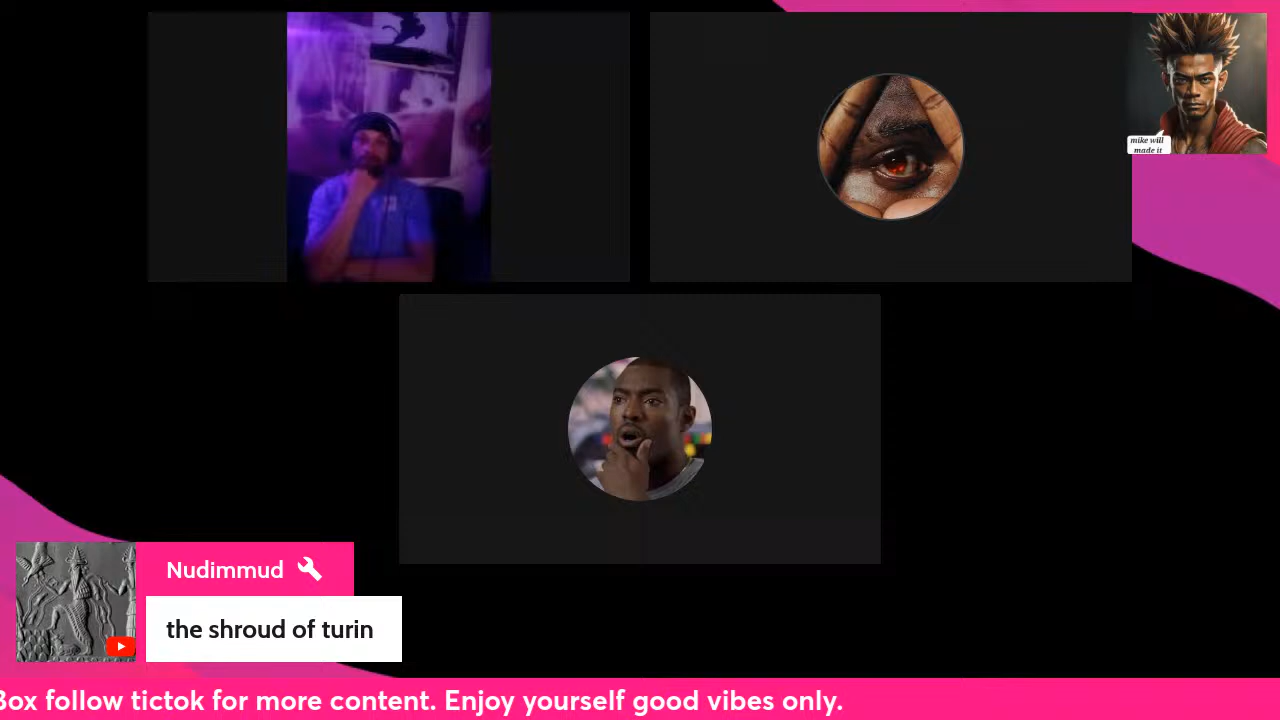 mike will
made it
Nudimmud
the shroud of turin
Box follow tictok for more content. Enjoy yourself good vibes only.